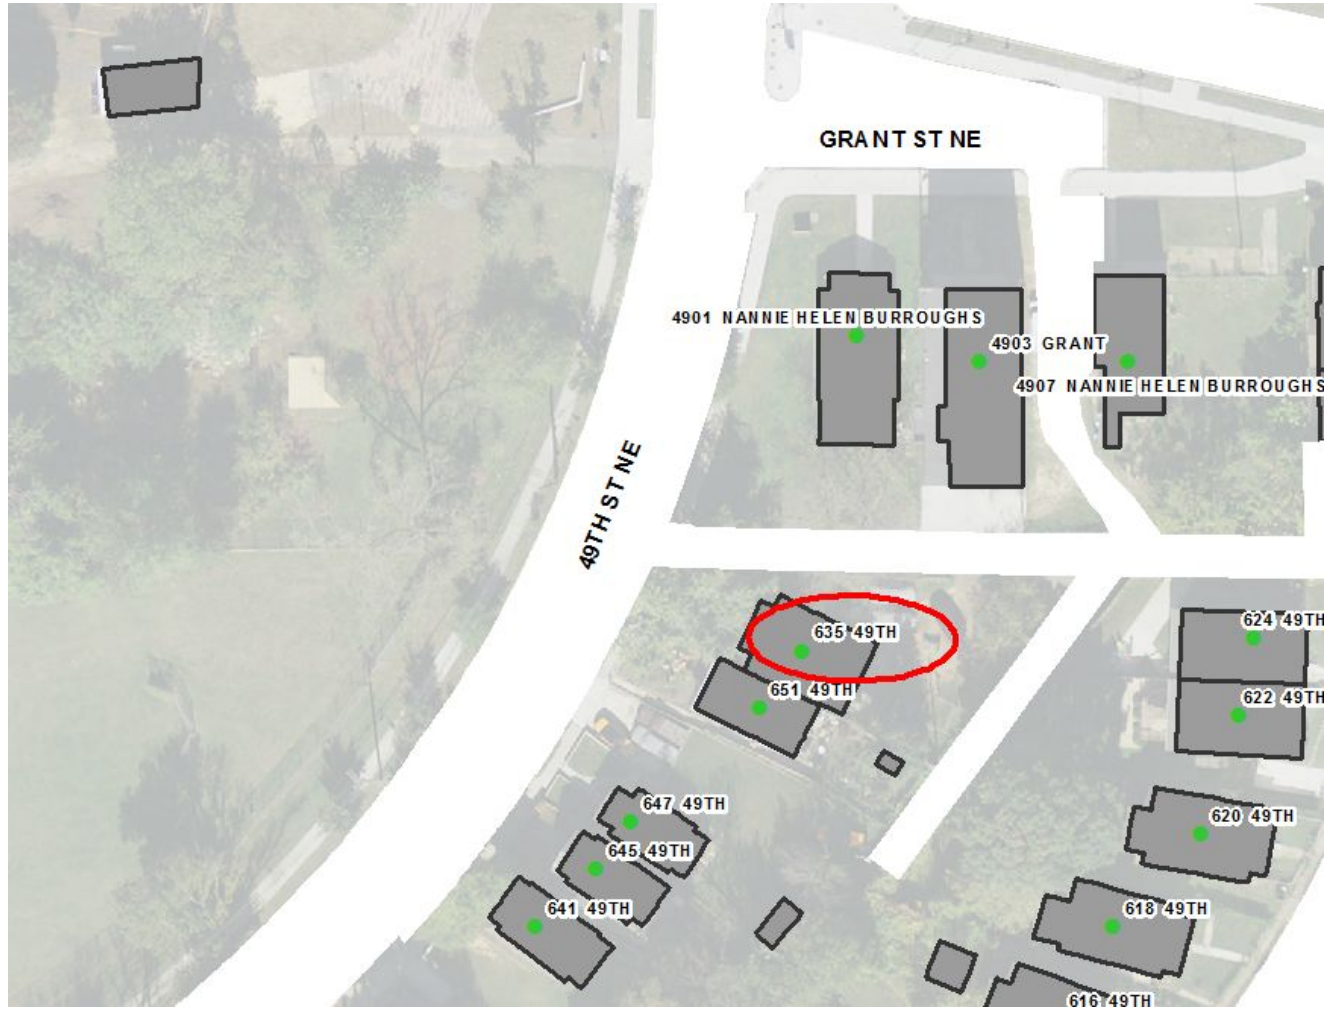 GRANT ST NE
4901 NANNIE HELEN BURROUGHS
4903 GRANT
4907 NANNIE HELEN BURROUGHS
49TH ST NE
635 49TH
624 49TH
651 49TH
622 49TH
647 49TH
620 49TH
645 49TH
641 49TH
618 49TH
616 49TH